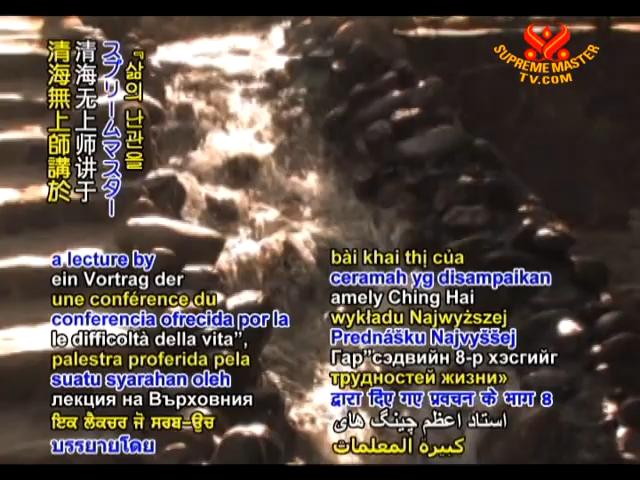 『삶의 난관을
スプリームマスター
清海无上师讲于
清海無上師講於
SUPREME MASTER
TV.COM
a lecture by
ein Vortrag der
une conférence du
conferencia ofrecida por la
le difficoltà della vita”,
palestra proferida pela
suatu syarahan oleh
лекция на Върховния
ਇਕ ਲੈਕਚਰ ਜੋ ਸਰਬ-ਉਚ
บรรยายโดย
bài khai thị của
ceramah yg disampaikan
amely Ching Hai
wykładu Najwyższej
Prednášku Najvyššej
Гар”сэдвийн 8-р хэсгийг
трудностей жизни»
द्वारा दिए गए प्रवचन के भाग 8
استاد اعظم چینگ های
كبيرة المعلمات